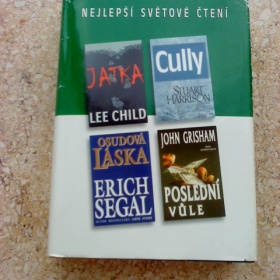 NEJLEPŠÍ SVĚTOVÉ ČTENÍ
JATKA
LEE CHILD
Cully
STUART
HARRISON
OSUDOVÁ
LÁSKA
ERICH
SEGAL
JOHN GRISHAM
POSLEDNÍ
VŮLE